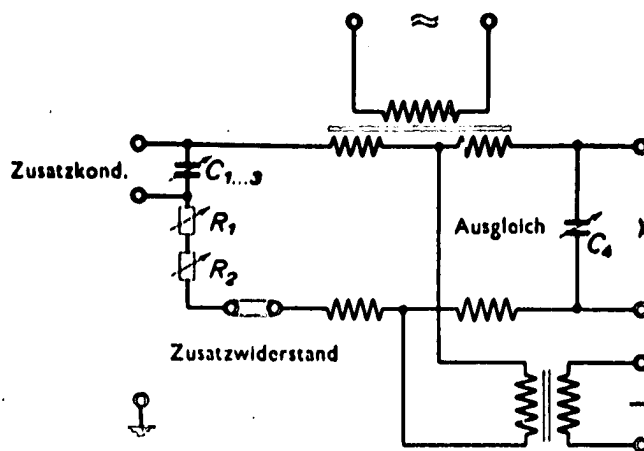 ≈
Zusatzkond.
C1...3
R1
R2
Ausgleich
C4
Zusatzwiderstand